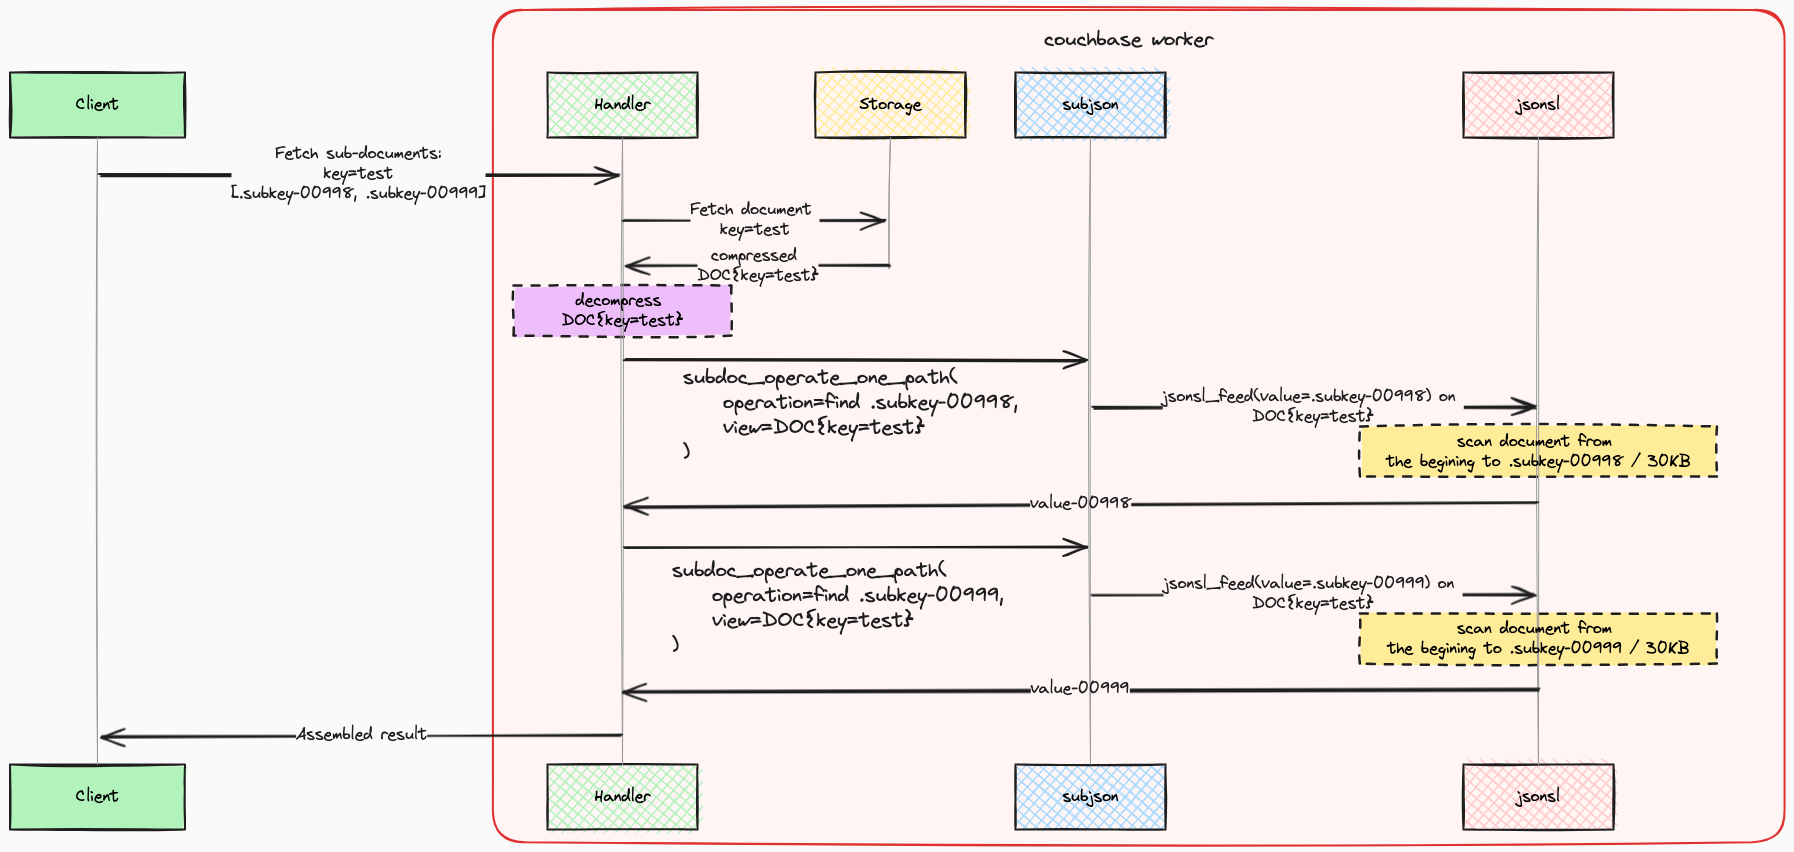 couchbase worker
Client
Handler
Storage
subjson
jsonsl
Fetch sub-documents:
key=test
[.subkey-00998, .subkey-00999]
Fetch document
key=test
compressed
DOC{key=test}
decompress
DOC{key=test}
subdoc_operate_one_path(
operation=find .subkey-00998,
view=DOC{key=test}
)
jsonsl_feed(value=.subkey-00998) on
DOC{key=test}
scan document from
the begining to .subkey-00998 / 30KB
value-00998
subdoc_operate_one_path(
operation=find .subkey-00999,
view=DOC{key=test}
)
jsonsl_feed(value=.subkey-00999) on
DOC{key=test}
scan document from
the begining to .subkey-00999 / 30KB
value-00999
Assembled result
Client
Handler
subjson
jsonsl